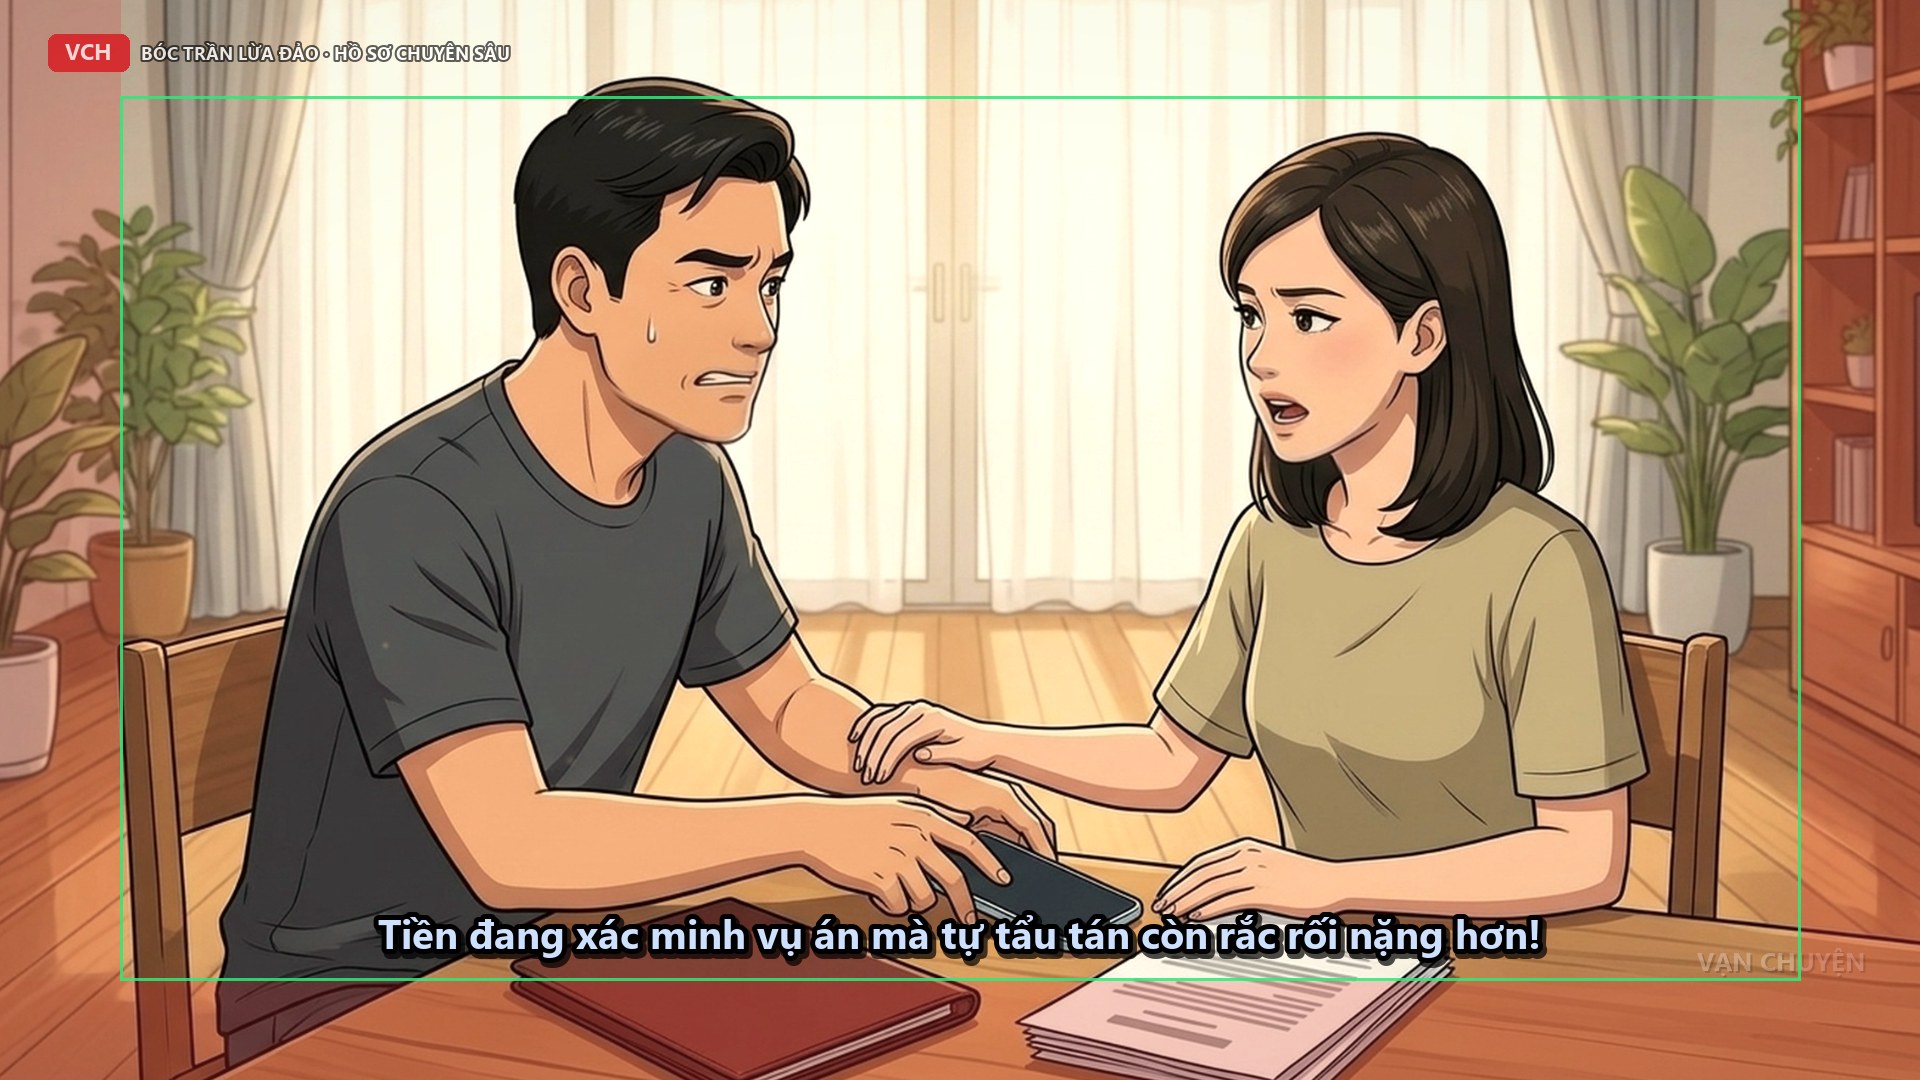 VCH
BÓC TRẦN LỪA ĐẢO · HỒ SƠ CHUYÊN SÂU
Tiền đang xác minh vụ án mà tự tẩu tán còn rắc rối nặng hơn!
VẠN CHUYỆN